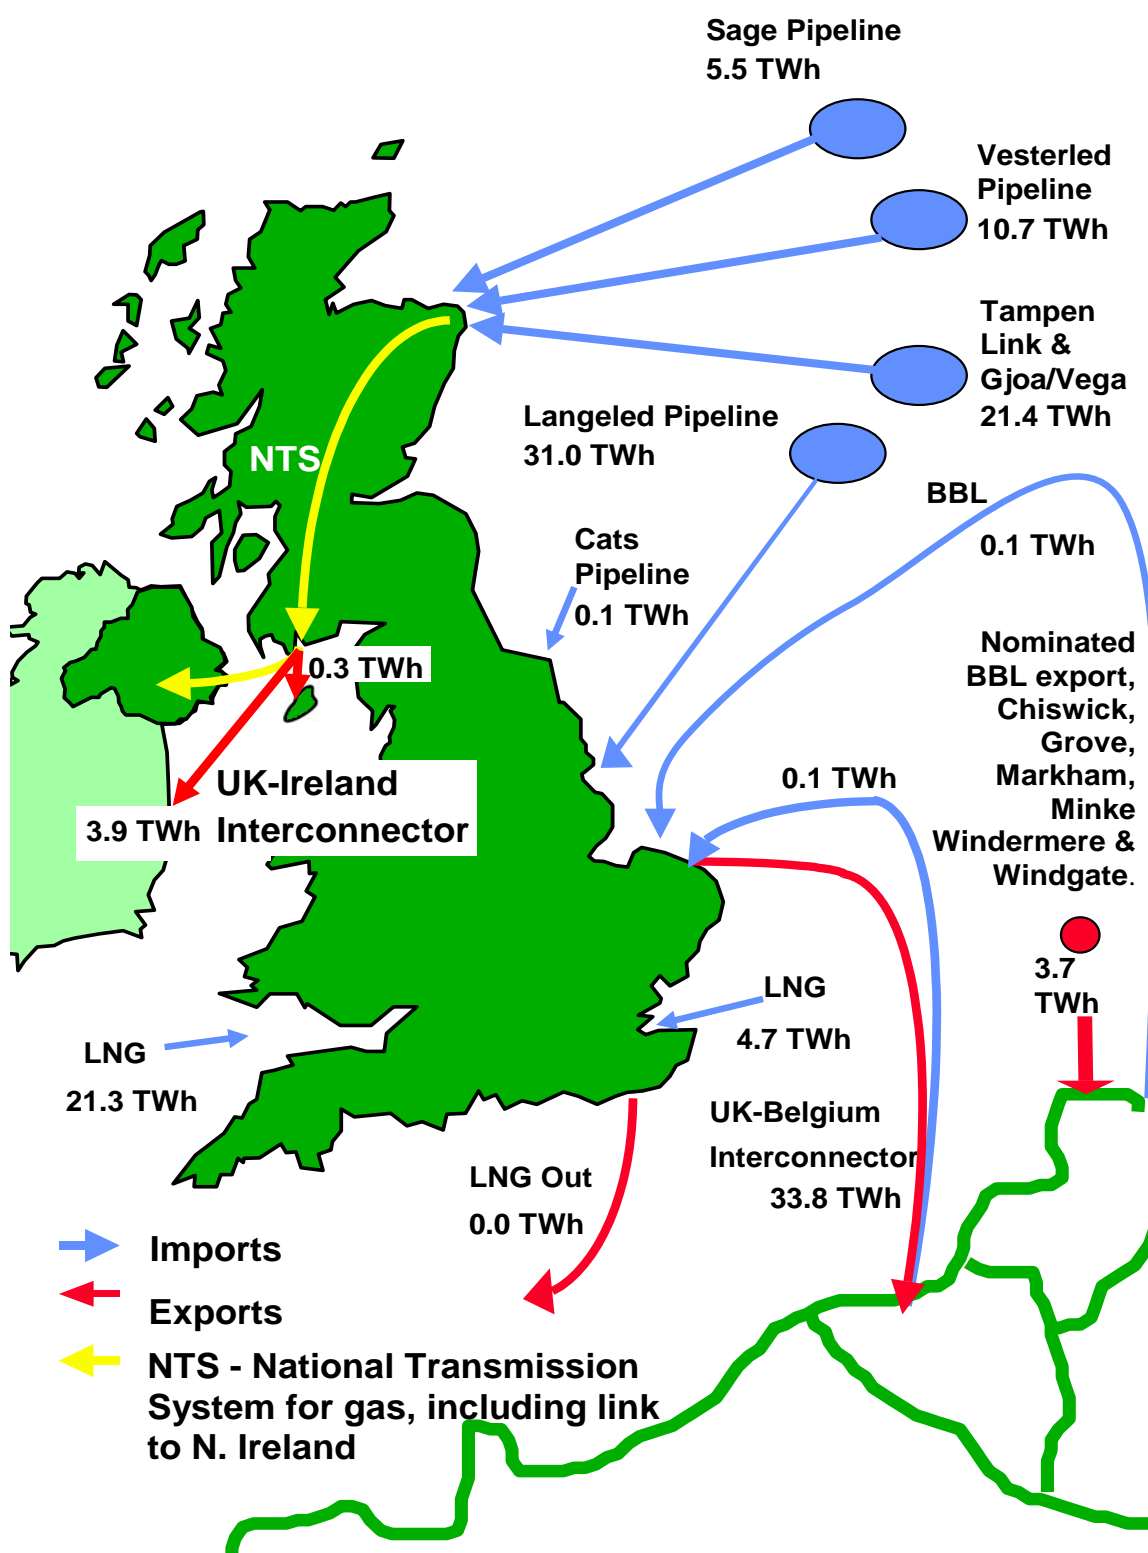 Sage Pipeline
5.5 TWh
Vesterled
Pipeline
10.7 TWh
Tampen
Link &
Gjoa/Vega
21.4 TWh
Langeled Pipeline
31.0 TWh
NTS
BBL
0.1 TWh
Cats
Pipeline
0.1 TWh
0.3 TWh
Nominated
BBL export,
Chiswick,
Grove,
Markham,
Minke
Windermere &
Windgate.
3.7
TWh
UK-Ireland
Interconnector
3.9 TWh
0.1 TWh
LNG
4.7 TWh
LNG
21.3 TWh
UK-Belgium
Interconnector
33.8 TWh
LNG Out
0.0 TWh
Imports
Exports
NTS - National Transmission
System for gas, including link
to N. Ireland